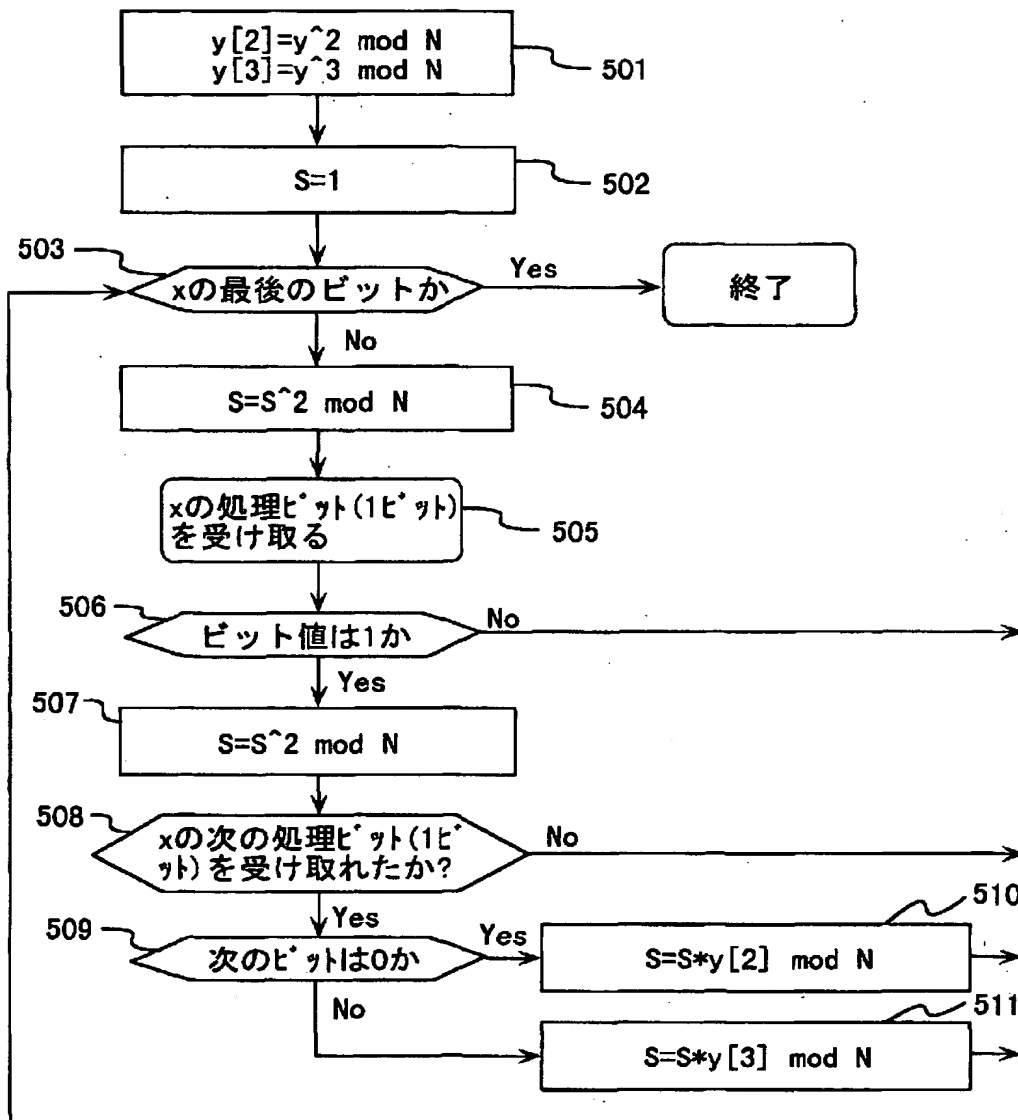 y[2]=y^2 mod N
y[3]=y^3 mod N
501
S=1
502
503
xの最後のビットか
Yes
終了
No
S=S^2 mod N
504
xの処理ﾋﾞｯﾄ(1ﾋﾞｯﾄ)
を受け取る
505
506
ビット値は1か
No
Yes
507
S=S^2 mod N
508
xの次の処理ﾋﾞｯﾄ(1ﾋﾞ
ｯﾄ)を受け取れたか?
No
Yes
509
次のﾋﾞｯﾄは0か
Yes
510
S=S*y[2] mod N
No
511
S=S*y[3] mod N